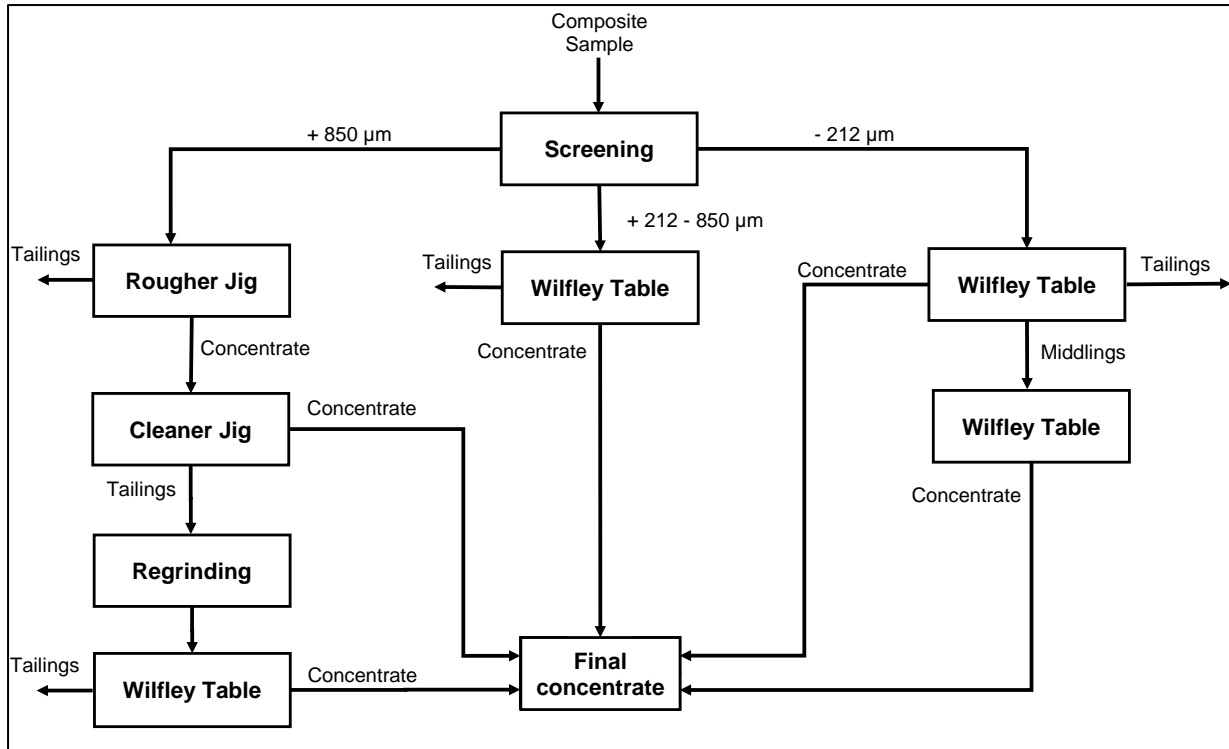 Composite
Sample
+ 850 µm
- 212 µm
Screening
+ 212 - 850 µm
Tailings
Rougher Jig
Tailings
Wilfley Table
Concentrate
Wilfley Table
Tailings
Concentrate
Concentrate
Middlings
Cleaner Jig
Concentrate
Wilfley Table
Tailings
Concentrate
Regrinding
Tailings
Wilfley Table
Concentrate
Final
concentrate